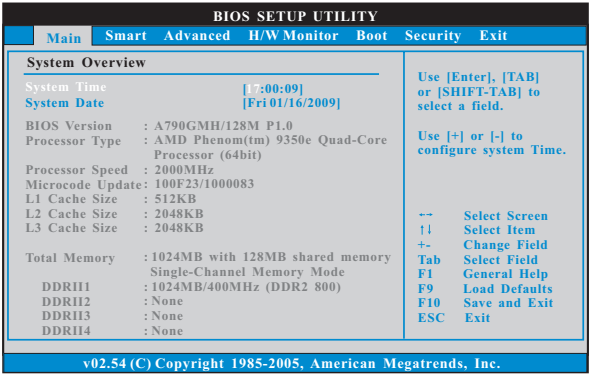 BIOS SETUP UTILITY
Main Smart Advanced H/W Monitor Boot Security Exit
System Overview
System Time [17:00:09]
System Date [Fri 01/16/2009]
BIOS Version : A790GMH/128M P1.0
Processor Type : AMD Phenom(tm) 9350e Quad-Core
Processor (64bit)
Processor Speed : 2000MHz
Microcode Update : 100F23/1000083
L1 Cache Size : 512KB
L2 Cache Size : 2048KB
L3 Cache Size : 2048KB
Total Memory : 1024MB with 128MB shared memory
Single-Channel Memory Mode
DDRII1 : 1024MB/400MHz (DDR2 800)
DDRII2 : None
DDRII3 : None
DDRII4 : None
Use [Enter], [TAB]
or [SHIFT-TAB] to
select a field.
Use [+] or [-] to
configure system Time.
←→ Select Screen
↑↓ Select Item
+- Change Field
Tab Select Field
F1 General Help
F9 Load Defaults
F10 Save and Exit
ESC Exit
v02.54 (C) Copyright 1985-2005, American Megatrends, Inc.